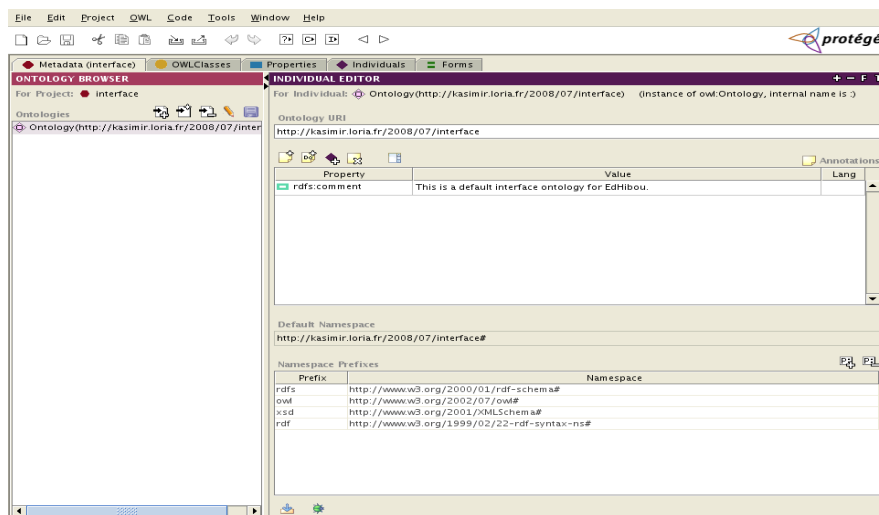 File Edit Project OWL Code Tools Window Help
protégé
Metadata (interface) OWLClasses Properties Individuals Forms
ONTOLOGY BROWSER
For Project: interface
Ontologies
Ontology(http://kasimir.loria.fr/2008/07/inter
INDIVIDUAL EDITOR
For Individual: Ontology(http://kasimir.loria.fr/2008/07/interface) (instance of owl:Ontology, internal name is :)
Ontology URI
http://kasimir.loria.fr/2008/07/interface
Annotations
Property Value Lang
rdfs:comment This is a default interface ontology for EdHibou.
Default Namespace
http://kasimir.loria.fr/2008/07/interface#
Namespace Prefixes
Prefix Namespace
rdfs http://www.w3.org/2000/01/rdf-schema#
owl http://www.w3.org/2002/07/owl#
xsd http://www.w3.org/2001/XMLSchema#
rdf http://www.w3.org/1999/02/22-rdf-syntax-ns#